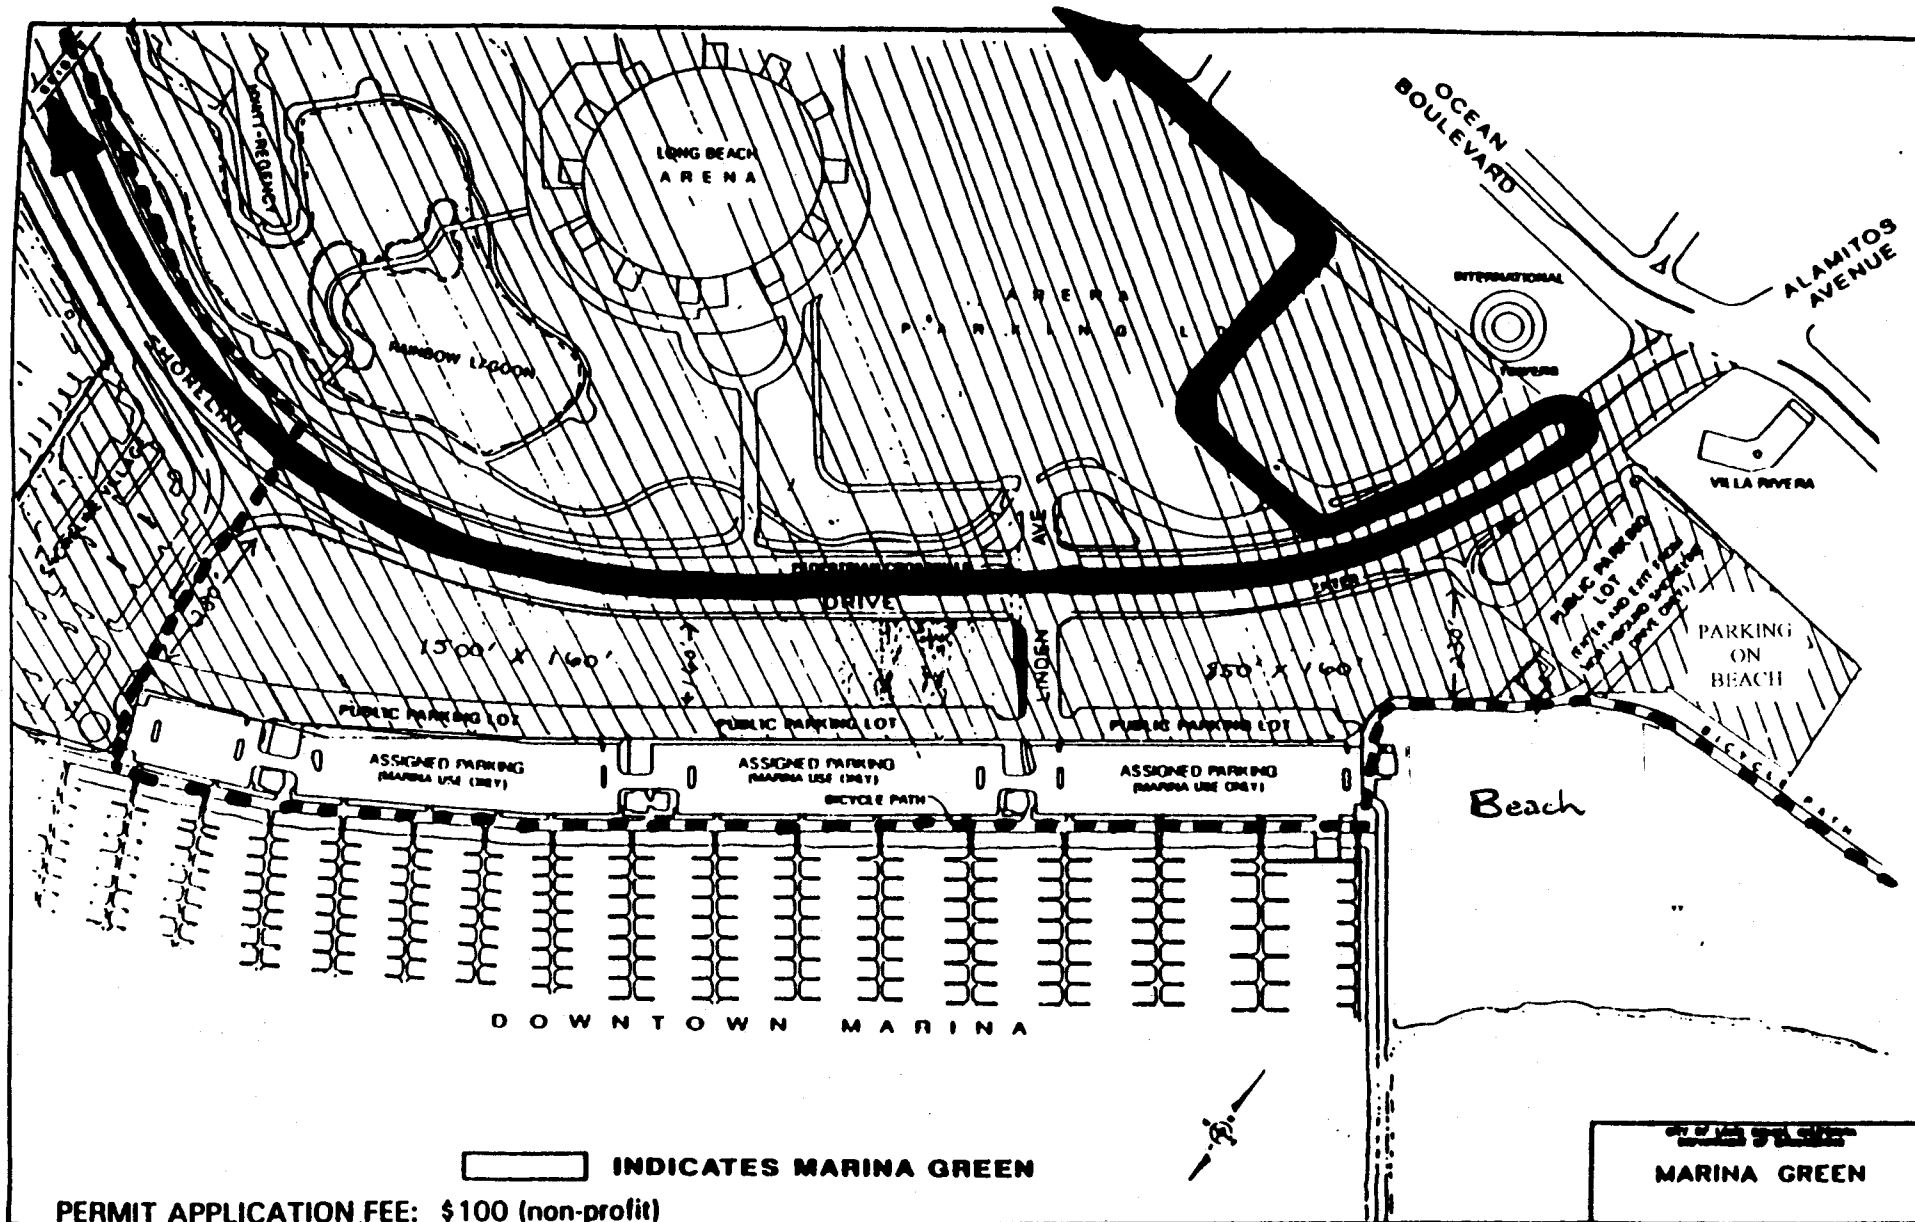 OCEAN
BOULEVARD
ALAMITOS
AVENUE
LONG BEACH
ARENA
INTERNATIONAL
TOWERS
ARENA
RAINBOW LAGOON
SHORELINE
VILLA RIVERA
AVE
DRIVE
LINDEN
PUBLIC PARKING
LOT
1500' X 160'
850' X 160'
PARKING
ON
BEACH
PUBLIC PARKING LOT
PUBLIC PARKING LOT
PUBLIC PARKING LOT
ASSIGNED PARKING
(MARINA USE ONLY)
ASSIGNED PARKING
(MARINA USE ONLY)
ASSIGNED PARKING
(MARINA USE ONLY)
BICYCLE PATH
BICYCLE PATH
Beach
DOWNTOWN MARINA
INDICATES MARINA GREEN
MARINA GREEN
PERMIT APPLICATION FEE: $100 (non-profit)